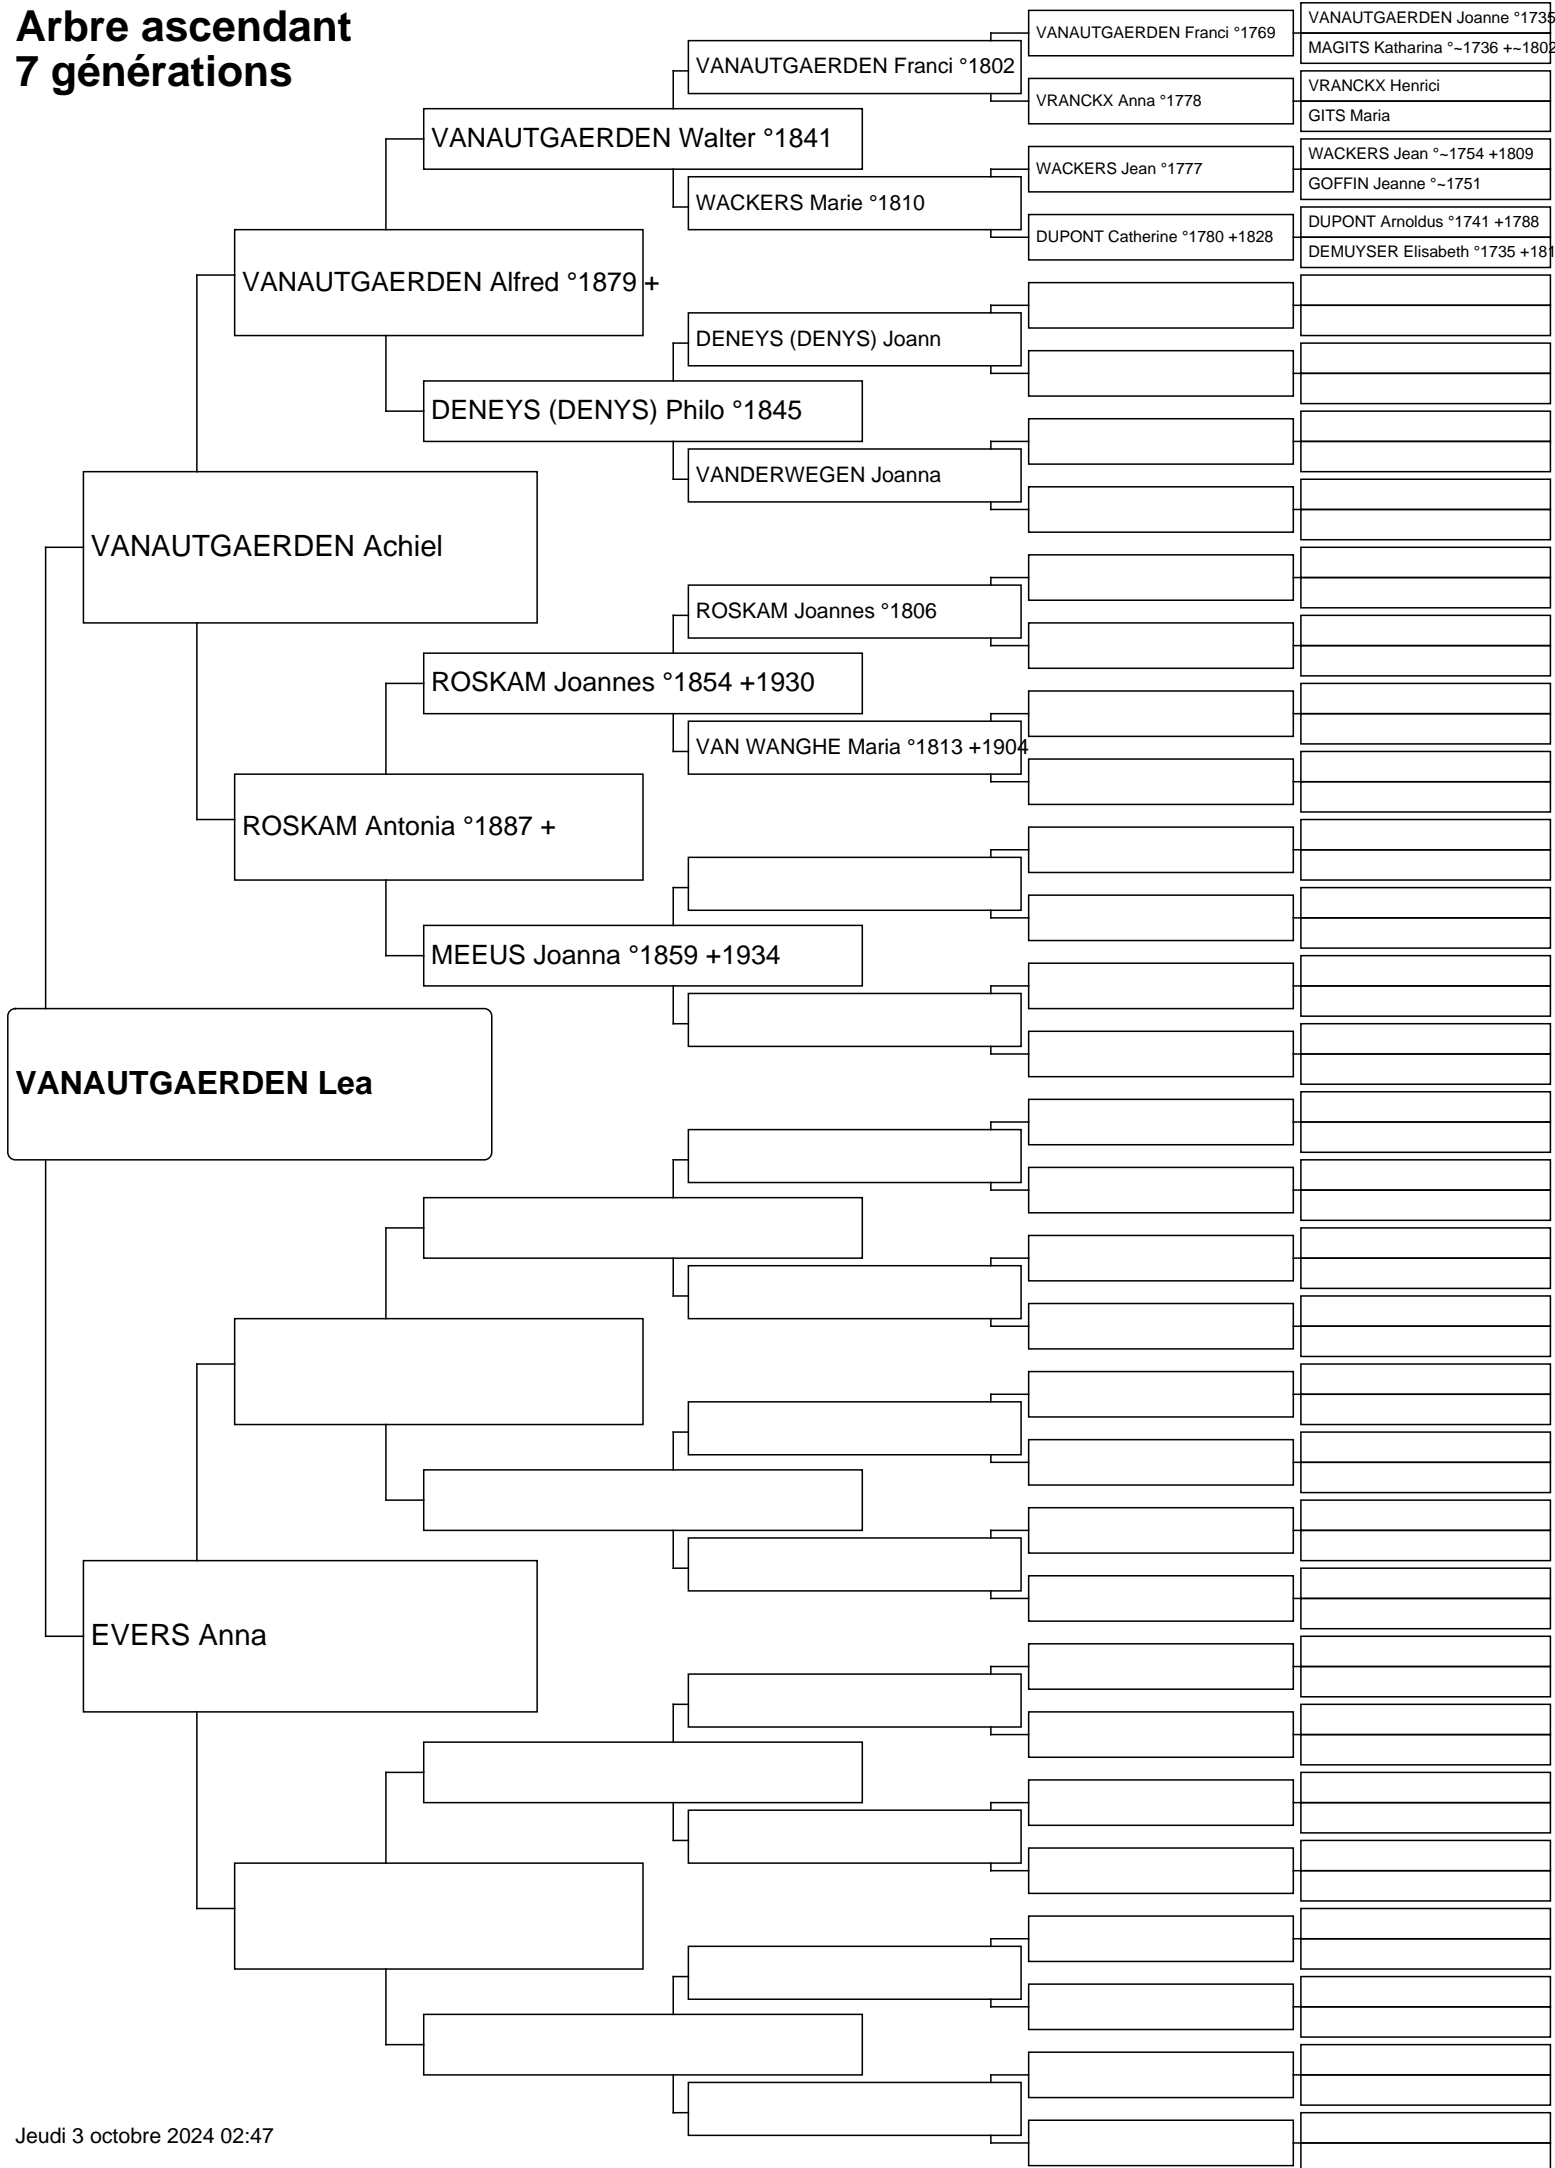 Arbre ascendant
7 générations
VANAUTGAERDEN Joanne °1735
VANAUTGAERDEN Franci °1769
MAGITS Katharina °~1736 +~1802
VANAUTGAERDEN Franci °1802
VRANCKX Henrici
VRANCKX Anna °1778
GITS Maria
VANAUTGAERDEN Walter °1841
WACKERS Jean °~1754 +1809
WACKERS Jean °1777
GOFFIN Jeanne °~1751
WACKERS Marie °1810
DUPONT Arnoldus °1741 +1788
DUPONT Catherine °1780 +1828
DEMUYSER Elisabeth °1735 +181
VANAUTGAERDEN Alfred °1879 +
DENEYS (DENYS) Joann
DENEYS (DENYS) Philo °1845
VANDERWEGEN Joanna
VANAUTGAERDEN Achiel
ROSKAM Joannes °1806
ROSKAM Joannes °1854 +1930
VAN WANGHE Maria °1813 +1904
ROSKAM Antonia °1887 +
MEEUS Joanna °1859 +1934
VANAUTGAERDEN Lea
EVERS Anna
Jeudi 3 octobre 2024 02:47